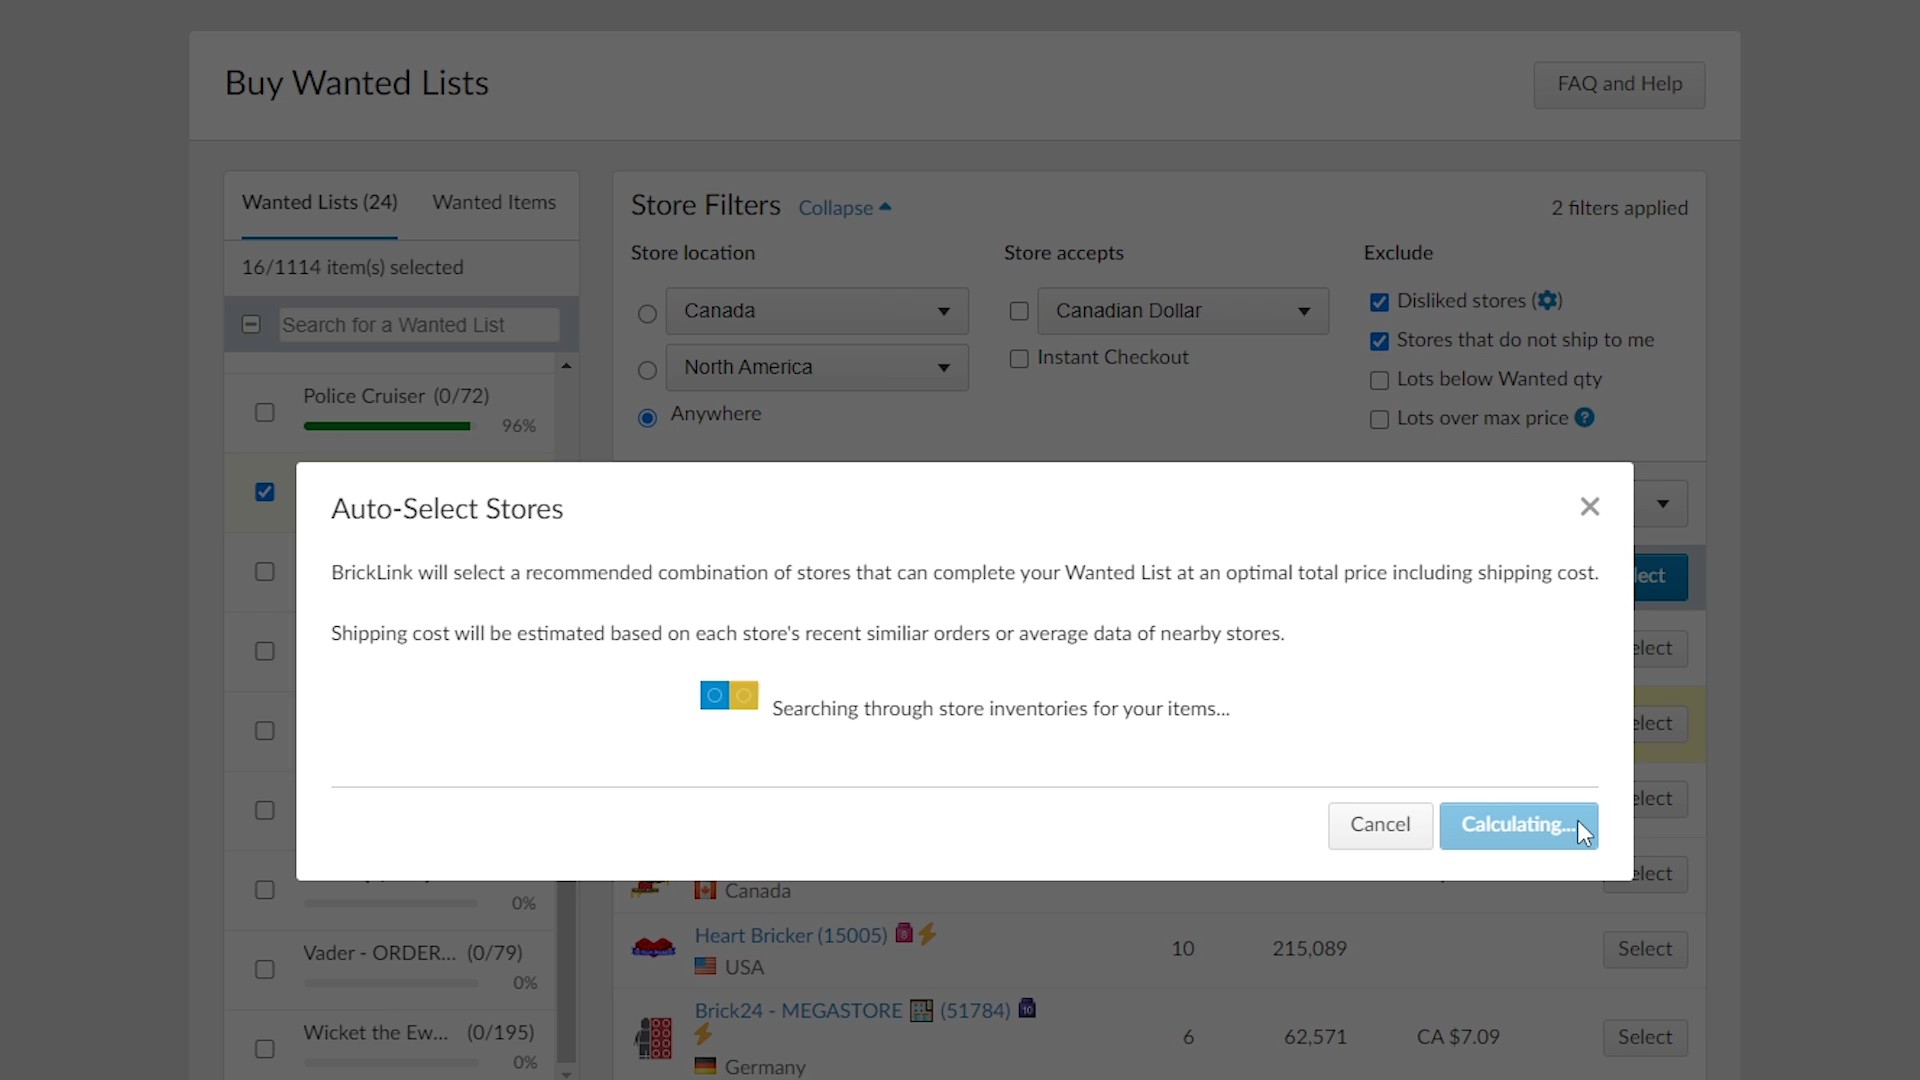 Buy Wanted Lists
FAQ and Help
Wanted Lists (24)
Wanted Items
16/1114 item(s) selected
Search for a Wanted List
Police Cruiser (0/72)
96%
Store Filters
Collapse
2 filters applied
Store location
Canada
North America
Anywhere
Store accepts
Canadian Dollar
Instant Checkout
Exclude
Disliked stores ( )
Stores that do not ship to me
Lots below Wanted qty
Lots over max price ?
Auto-Select Stores
BrickLink will select a recommended combination of stores that can complete your Wanted List at an optimal total price including shipping cost.
Shipping cost will be estimated based on each store's recent similiar orders or average data of nearby stores.
Searching through store inventories for your items...
Cancel
Calculating...
0%
Vader - ORDER... (0/79)
0%
Wicket the Ew... (0/195)
0%
Canada
Heart Bricker (15005)
USA
10
215,089
Select
Brick24 - MEGASTORE (51784) 10
Germany
6
62,571
CA $7.09
Select